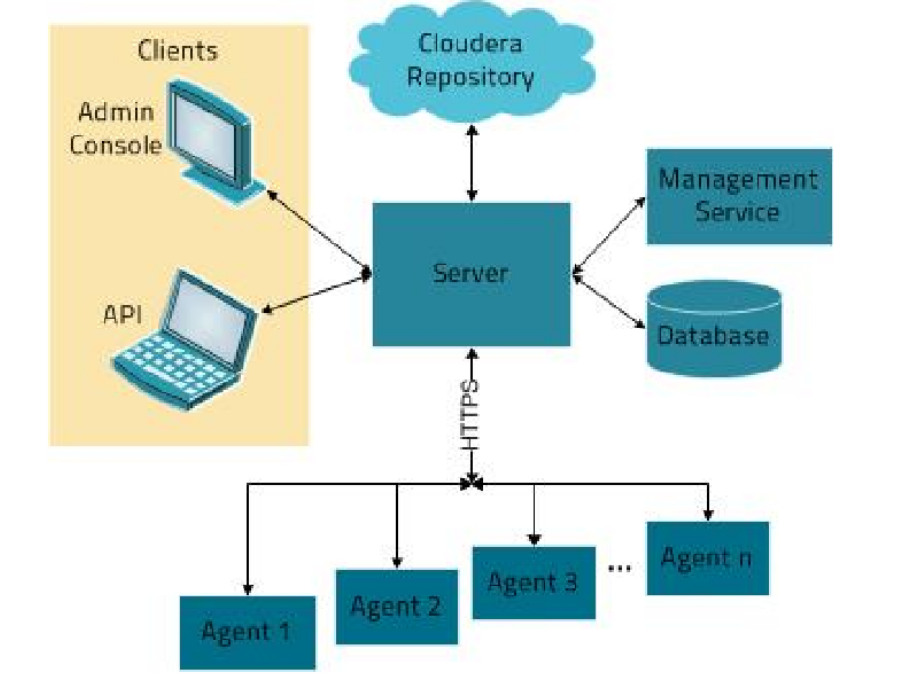 Clients
Admin
Console
API
Cloudera
Repository
Server
Management
Service
Database
HTTPS
Agent 1
Agent 2
Agent 3
...
Agent n